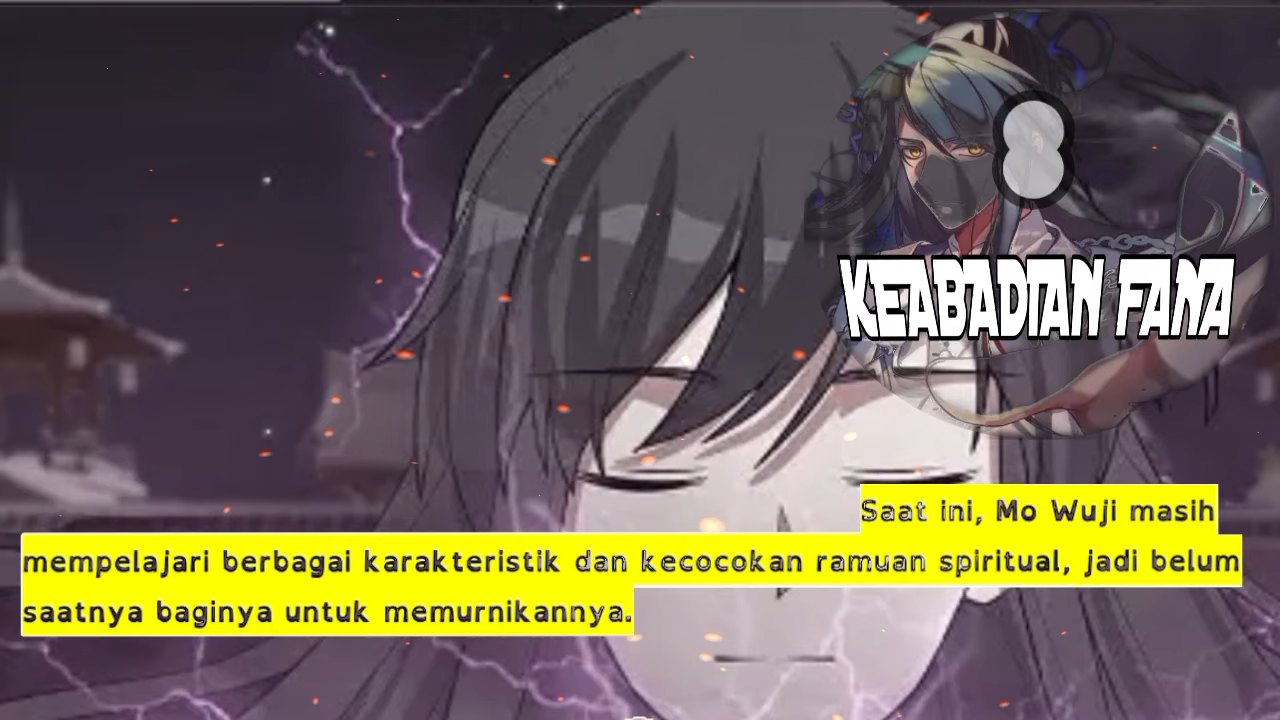 8
KEABADIAN FANA
Saat ini, Mo Wuji masih
mempelajari berbagai karakteristik dan kecocokan ramuan spiritual, jadi belum
saatnya baginya untuk memurnikannya.